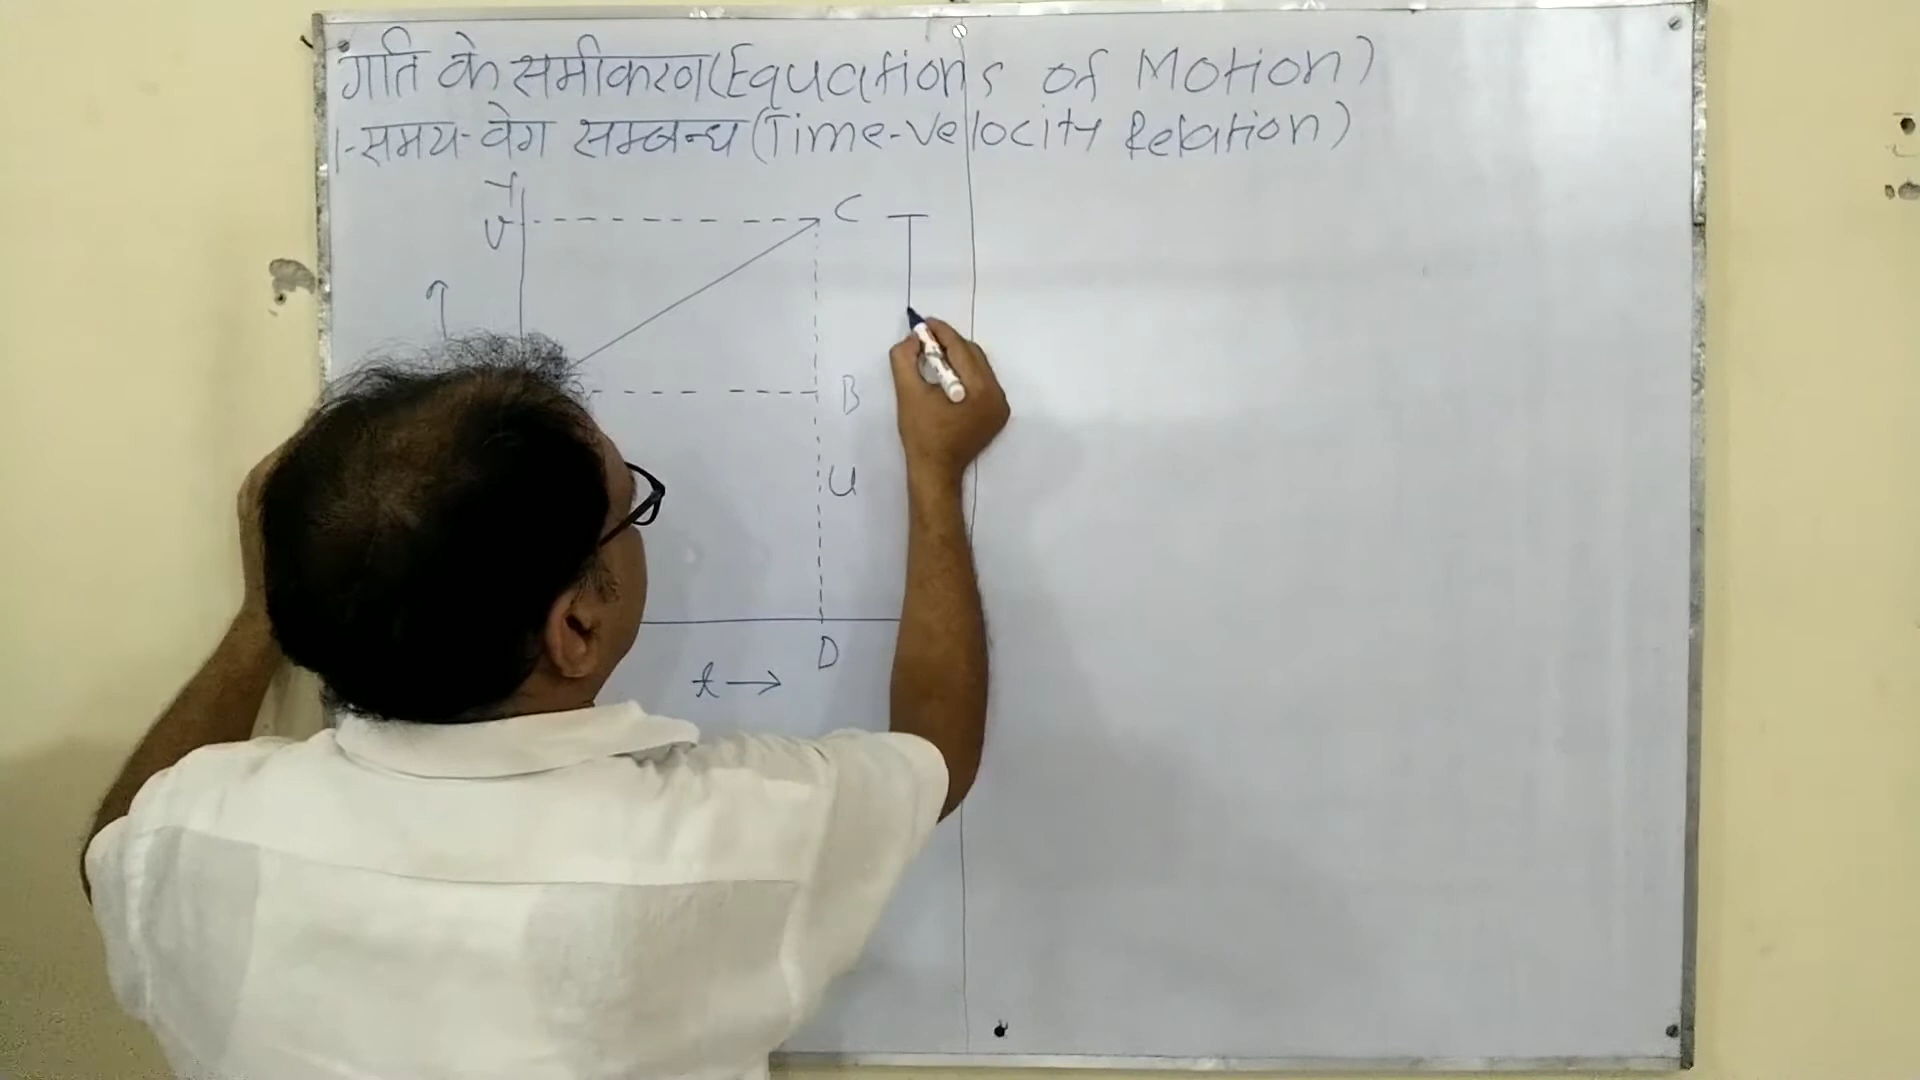 गति के समीकरण(Equations of Motion)
1-समय-वेग सम्बन्ध(Time-Velocity Relation)
Y
v
C
B
u
D
t